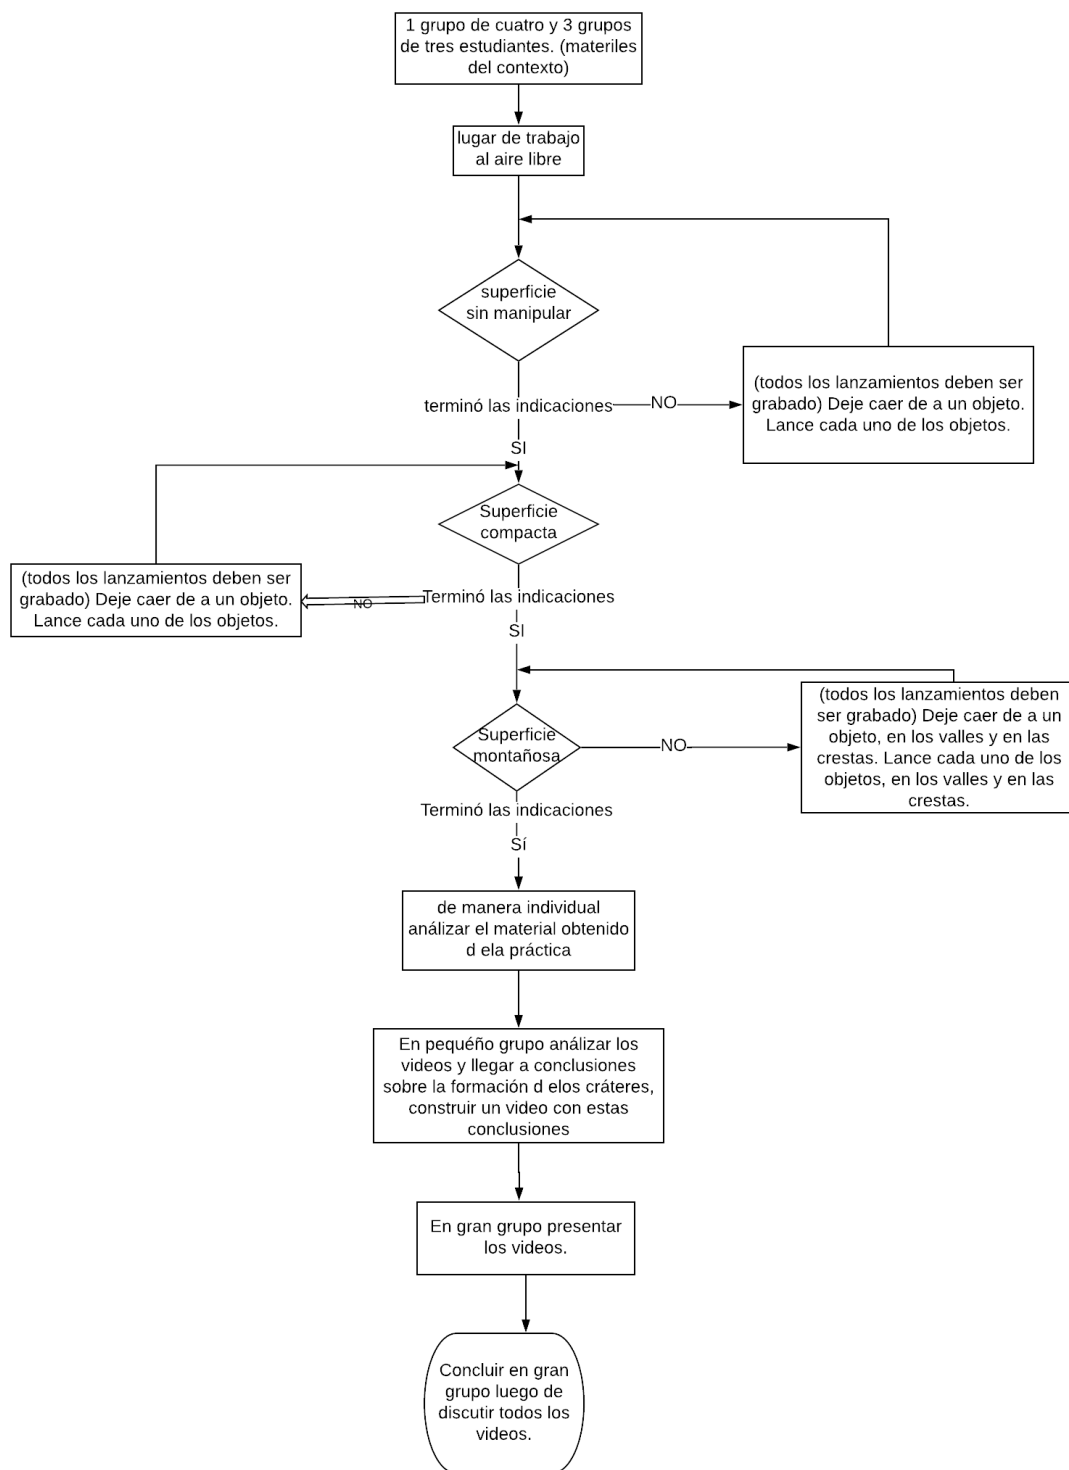 1 grupo de cuatro y 3 grupos
de tres estudiantes. (materiles
del contexto)
lugar de trabajo
al aire libre
superficie
sin manipular
terminó las indicaciones
NO
(todos los lanzamientos deben ser
grabado) Deje caer de a un objeto.
Lance cada uno de los objetos.
SI
Superficie
compacta
(todos los lanzamientos deben ser
grabado) Deje caer de a un objeto.
Lance cada uno de los objetos.
NO
Terminó las indicaciones
SI
Superficie
montañosa
NO
(todos los lanzamientos deben
ser grabado) Deje caer de a un
objeto, en los valles y en las
crestas. Lance cada uno de los
objetos, en los valles y en las
crestas.
Terminó las indicaciones
Sí
de manera individual
análizar el material obtenido
d ela práctica
En pequéño grupo análizar los
videos y llegar a conclusiones
sobre la formación d elos cráteres,
construir un video con estas
conclusiones
En gran grupo presentar
los videos.
Concluir en gran
grupo luego de
discutir todos los
videos.